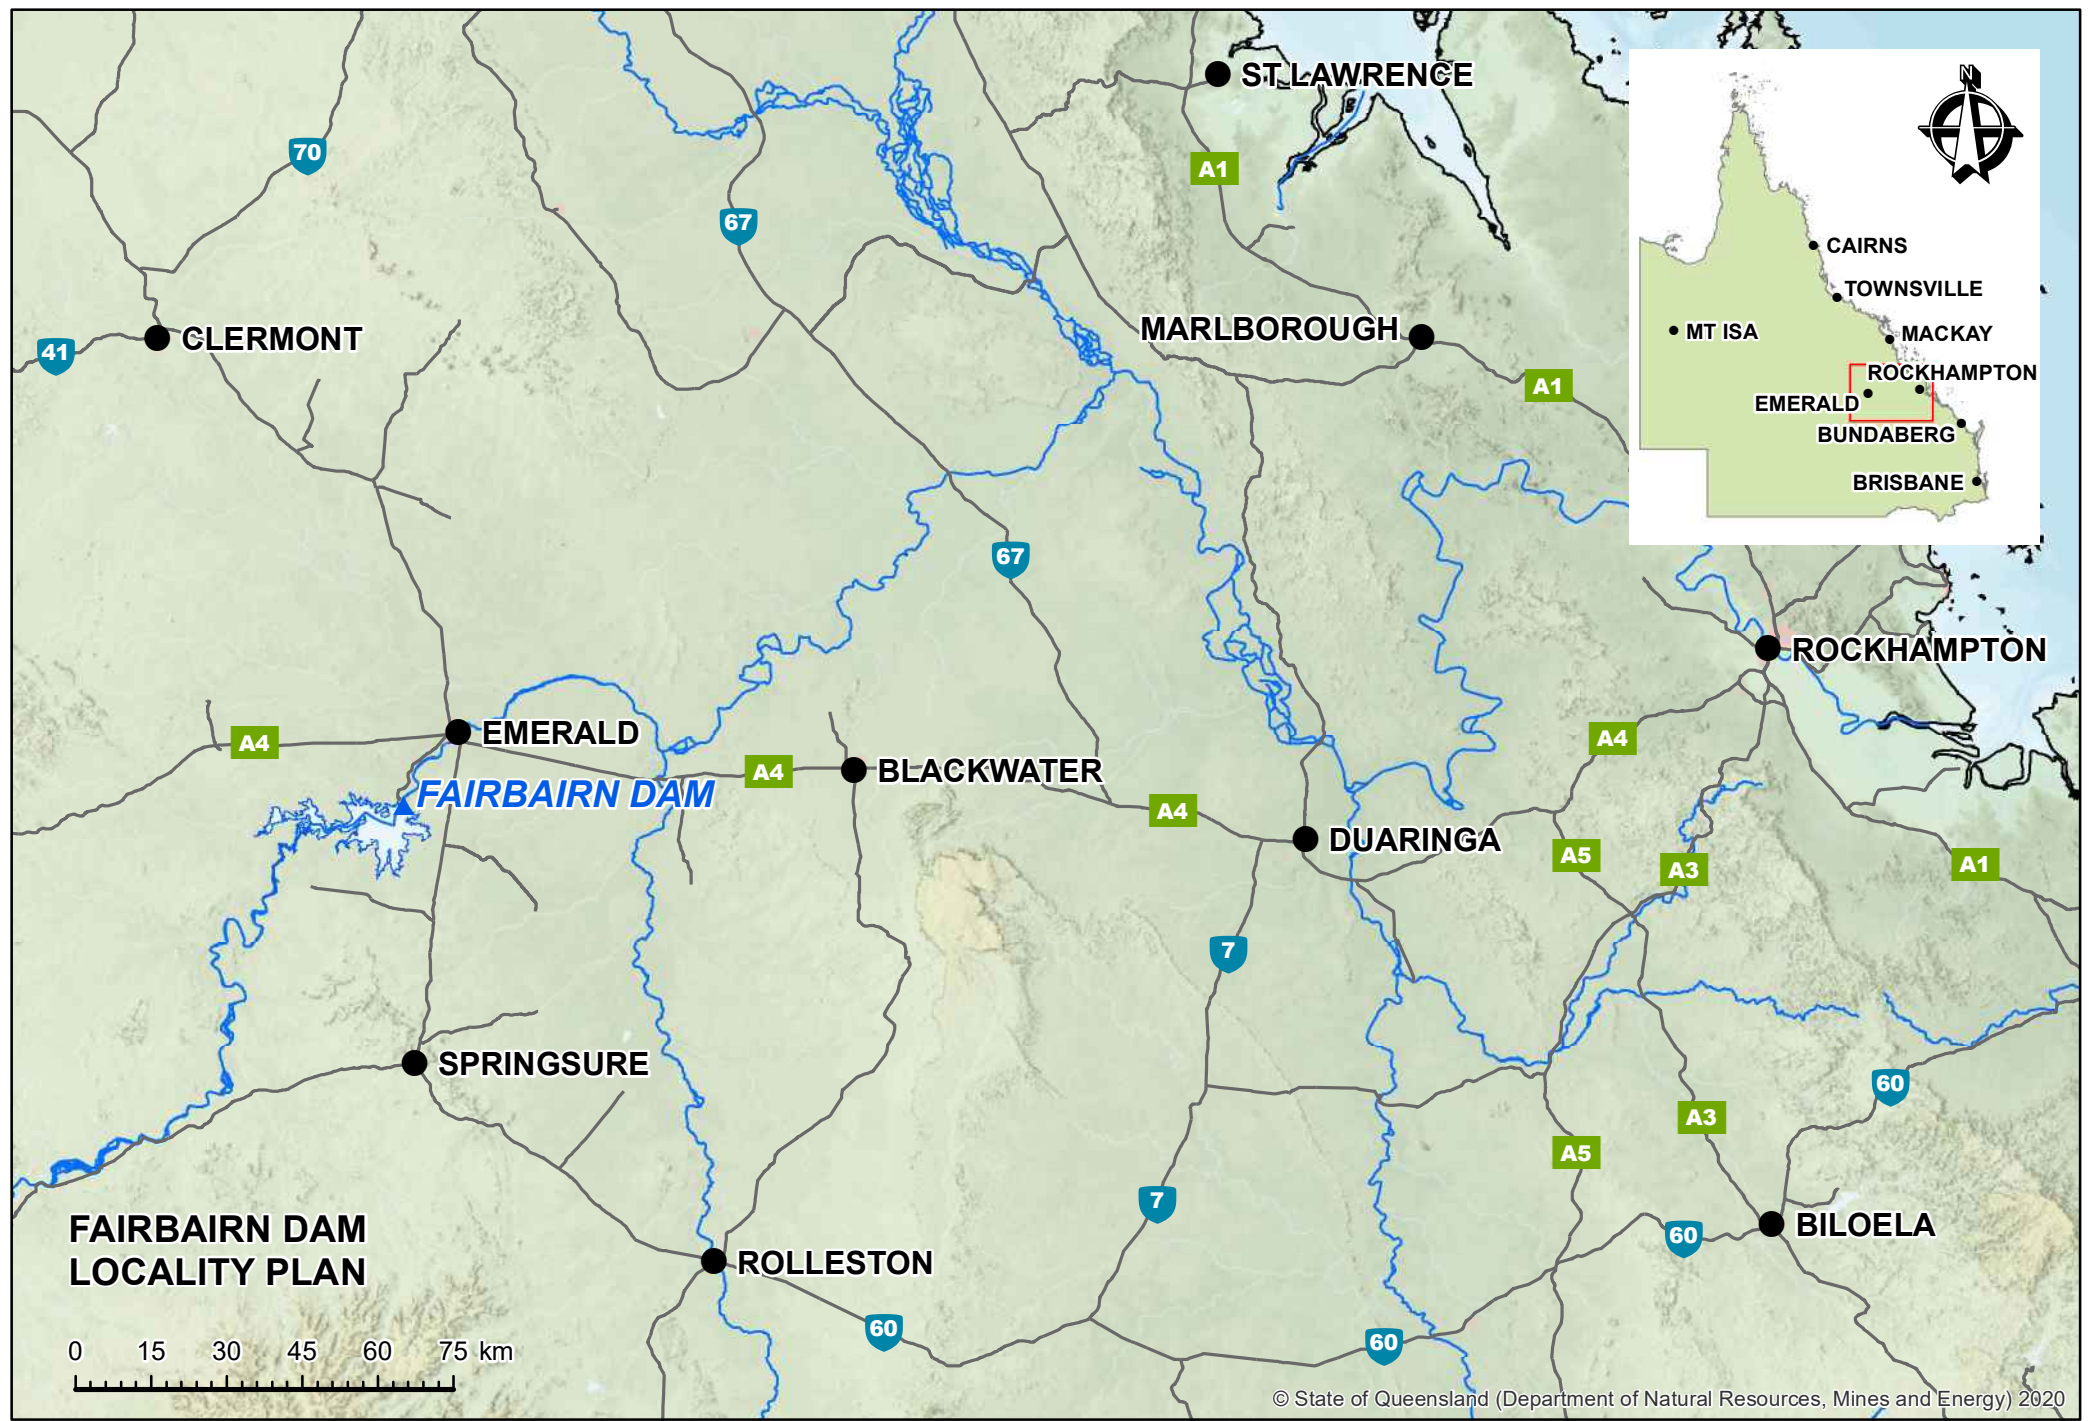 ST LAWRENCE
N
70
A1
67
CAIRNS
TOWNSVILLE
MT ISA
MACKAY
CLERMONT
41
MARLBOROUGH
A1
ROCKHAMPTON
EMERALD
BUNDABERG
BRISBANE
67
ROCKHAMPTON
EMERALD
A4
A4
A4
BLACKWATER
FAIRBAIRN DAM
A4
DUARINGA
A5
A3
A1
7
SPRINGSURE
60
A3
A5
7
FAIRBAIRN DAM
LOCALITY PLAN
BILOELA
60
ROLLESTON
60
60
0 15 30 45 60 75 km
© State of Queensland (Department of Natural Resources, Mines and Energy) 2020